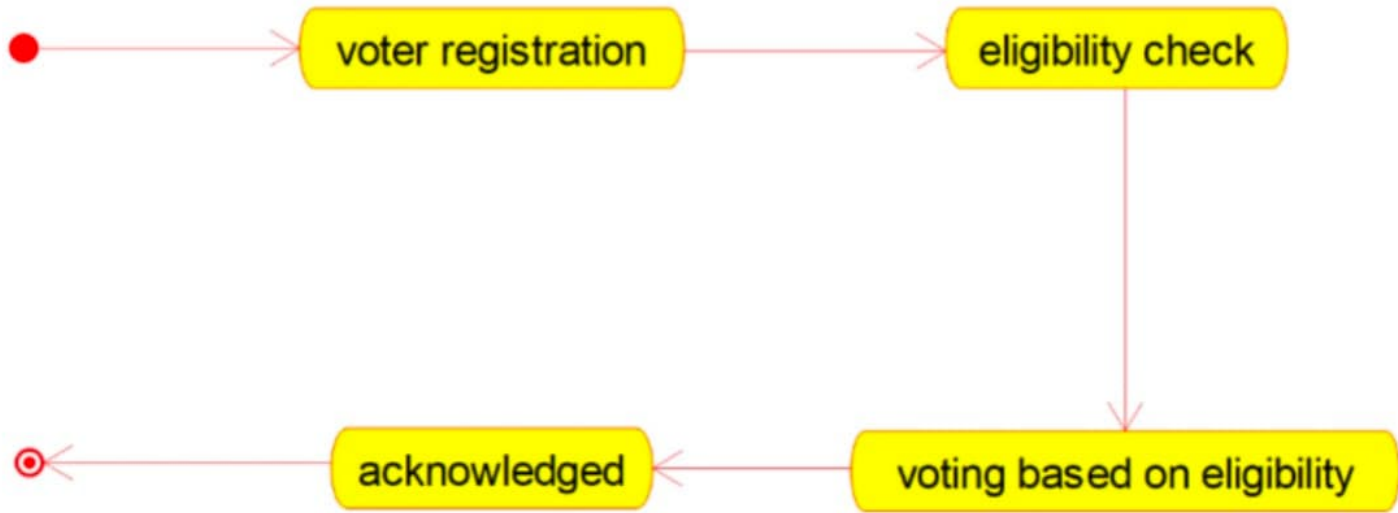 voter registration
eligibility check
acknowledged
voting based on eligibility